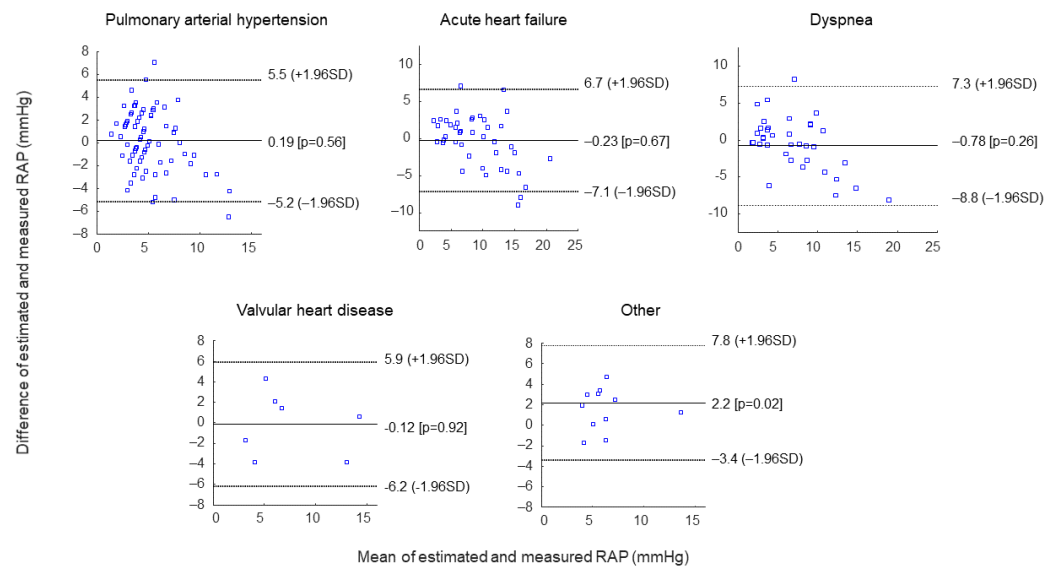 Pulmonary arterial hypertension
Acute heart failure
Dyspnea
Difference of estimated and measured RAP (mmHg)
8
6
4
2
0
−2
−4
−6
−8
0
5
10
15
5.5 (+1.96SD)
0.19 [p=0.56]
−5.2 (−1.96SD)
10
5
0
−5
−10
0
5
10
15
20
25
6.7 (+1.96SD)
−0.23 [p=0.67]
−7.1 (−1.96SD)
10
5
0
-5
-10
0
5
10
15
20
25
7.3 (+1.96SD)
−0.78 [p=0.26]
−8.8 (−1.96SD)
Valvular heart disease
Other
8
6
4
2
0
−2
−4
−6
−8
0
5
10
15
5.9 (+1.96SD)
-0.12 [p=0.92]
-6.2 (-1.96SD)
8
6
4
2
0
−2
−4
−6
−8
0
5
10
15
7.8 (+1.96SD)
2.2 [p=0.02]
−3.4 (−1.96SD)
Mean of estimated and measured RAP (mmHg)